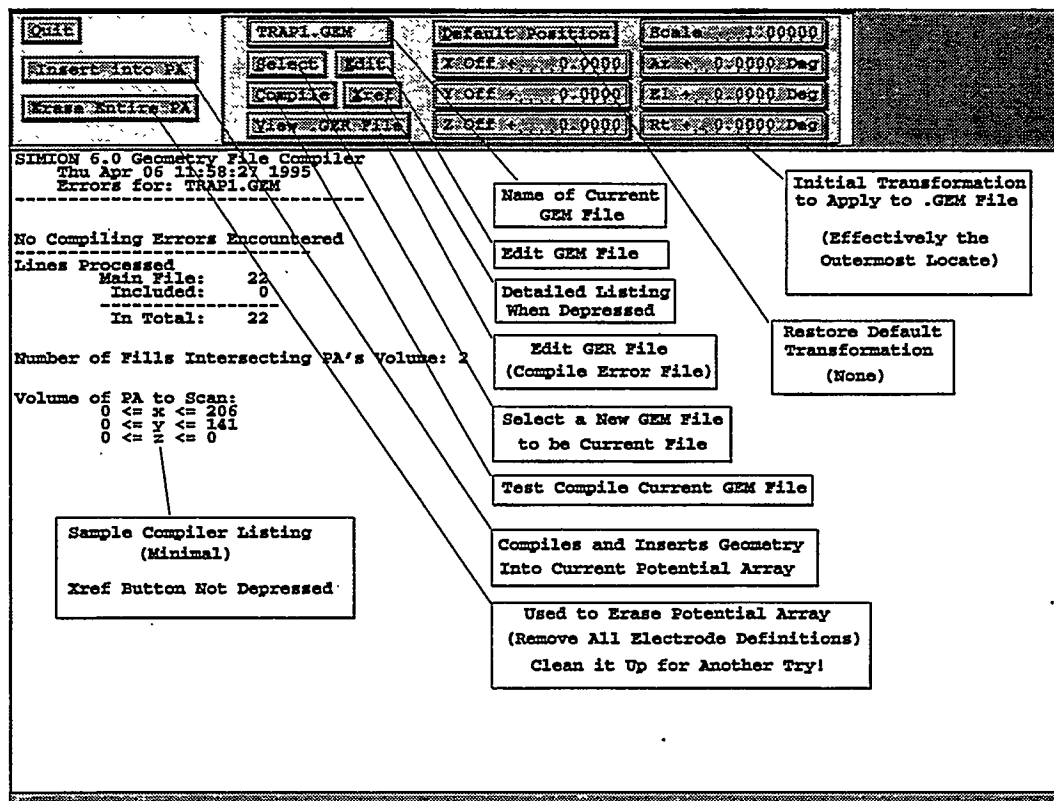 Quit
Insert into PA
Erase Entire PA
TRAP1.GEM
Select Edit
Compile Xref
View .GER File
Default Position
X Off + 0.0000
Y Off + 0.0000
Z Off + 0.0000
Scale 1.00000
Az + 0.0000 Deg
El + 0.0000 Deg
Rt + 0.0000 Deg
SIMION 6.0 Geometry File Compiler
Thu Apr 06 11:58:27 1995
Errors for: TRAP1.GEM
No Compiling Errors Encountered
Lines Processed
Main File: 22
Included: 0
In Total: 22
Number of Fills Intersecting PA's Volume: 2
Volume of PA to Scan:
0 <= x <= 206
0 <= y <= 141
0 <= z <= 0
Sample Compiler Listing
(Minimal)
Xref Button Not Depressed
Name of Current
GEM File
Edit GEM File
Detailed Listing
When Depressed
Edit GER File
(Compile Error File)
Select a New GEM File
to be Current File
Test Compile Current GEM File
Compiles and Inserts Geometry
Into Current Potential Array
Used to Erase Potential Array
(Remove All Electrode Definitions)
Clean it Up for Another Try!
Initial Transformation
to Apply to .GEM File
(Effectively the
Outermost Locate)
Restore Default
Transformation
(None)